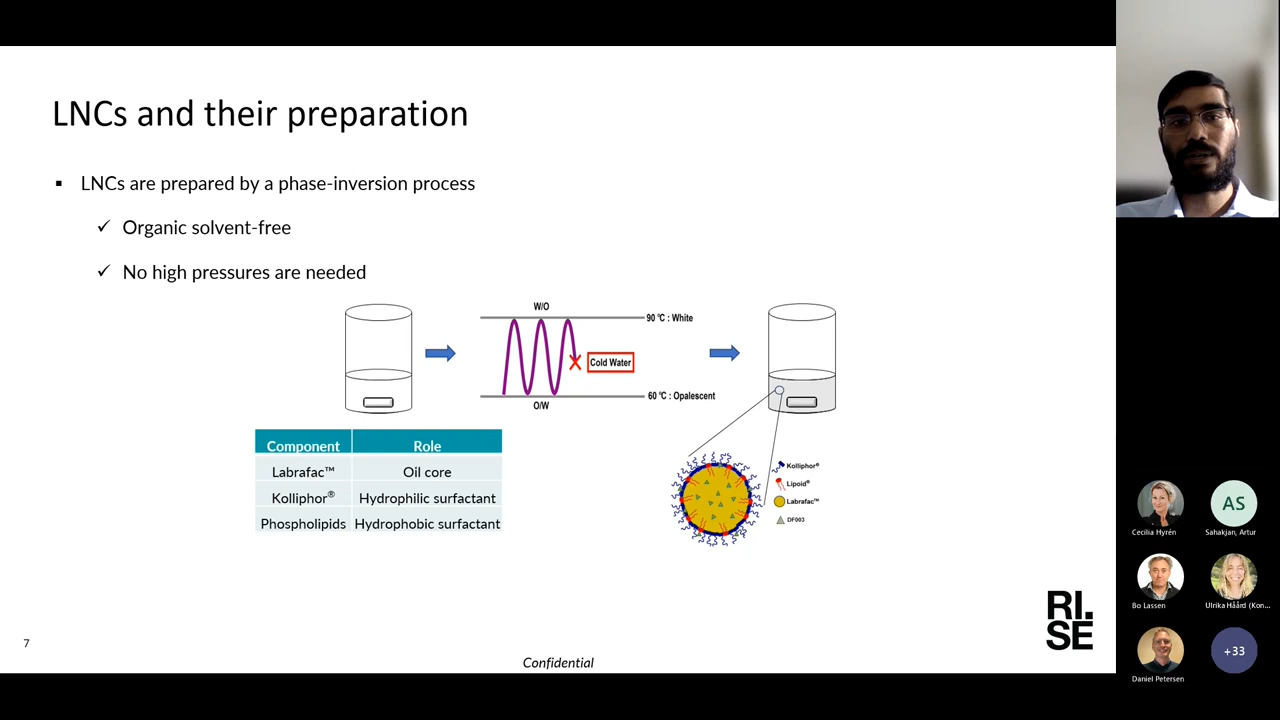 LNCs and their preparation
▪ LNCs are prepared by a phase-inversion process
✓ Organic solvent-free
✓ No high pressures are needed
W/O
90 °C : White
Cold Water
60 °C : Opalescent
O/W
Component Role
Labrafac™ Oil core
Kolliphor® Hydrophilic surfactant
Phospholipids Hydrophobic surfactant
Kolliphor®
Lipoid®
Labrafac™
DF003
RI.
SE
7
Confidential
AS
Cecilia Hyrén
Sahakjan, Artur
Bo Lassen
Ulrika Håård (Kon...
+33
Daniel Petersen